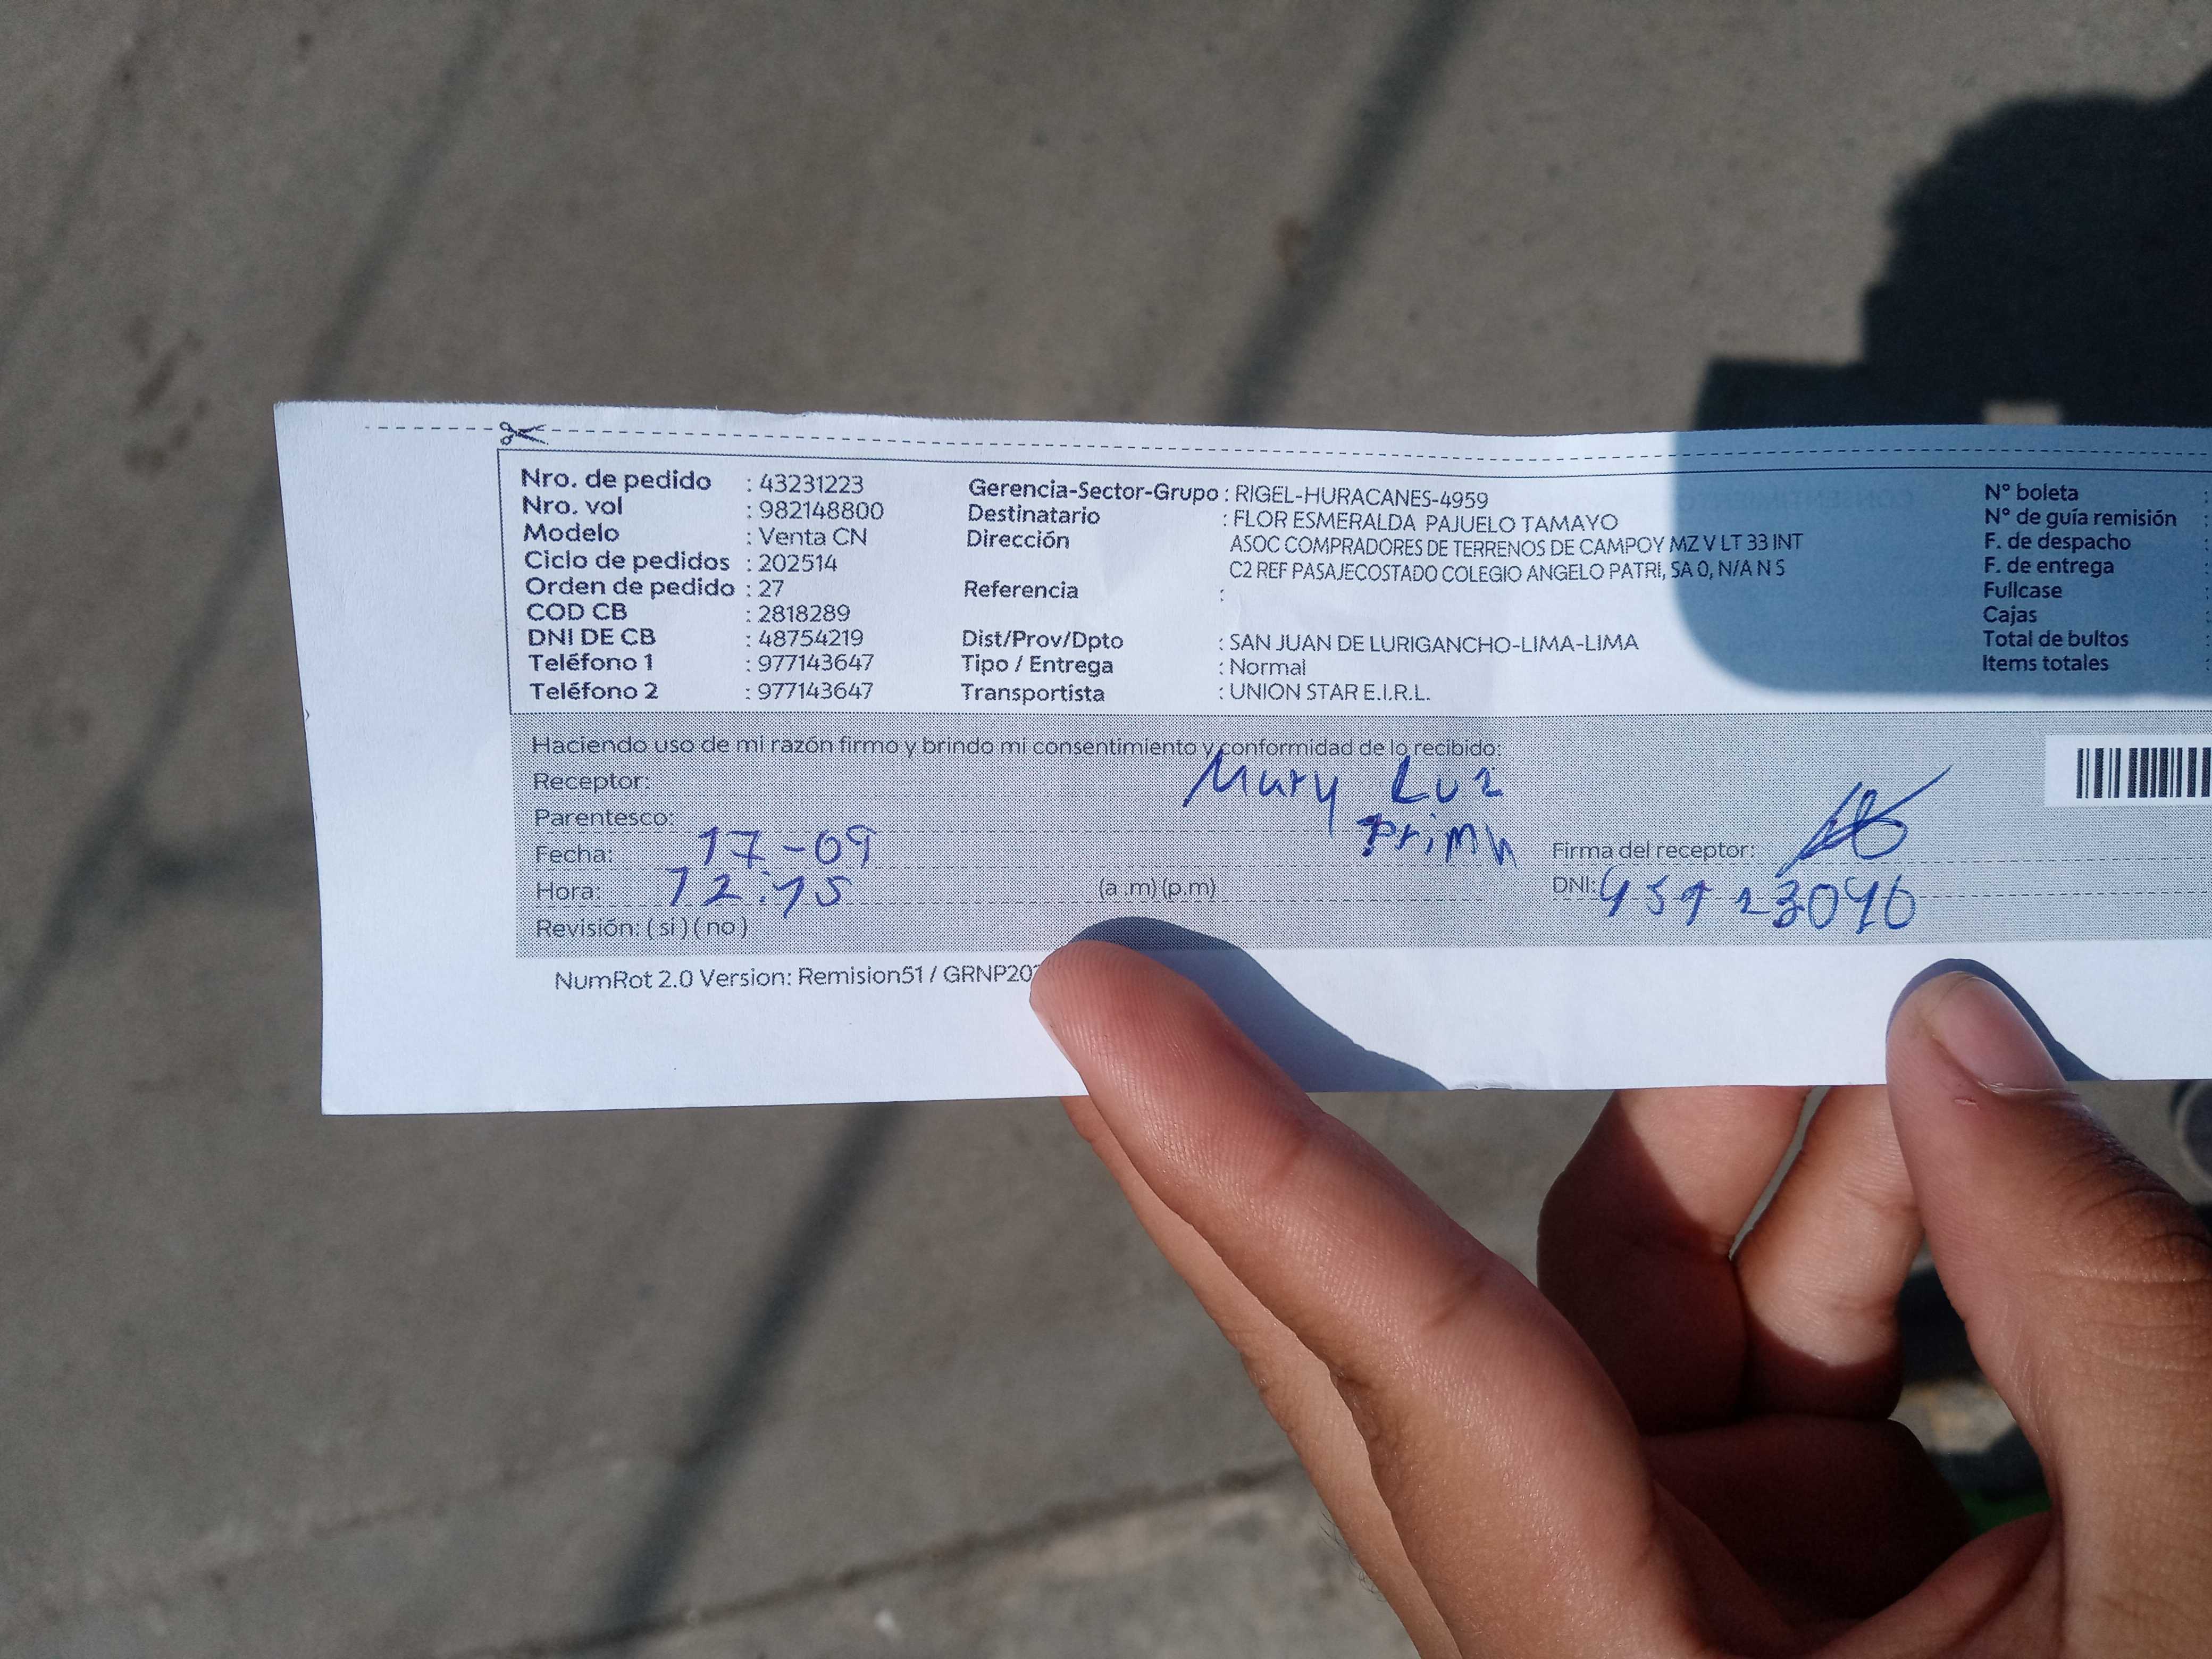 Nro. de pedido : 43231223
Nro. vol : 982148800
Modelo : Venta CN
Ciclo de pedidos : 202514
Orden de pedido : 27
COD CB : 2818289
DNI DE CB : 48754219
Teléfono 1 : 977143647
Teléfono 2 : 977143647
Gerencia-Sector-Grupo : RIGEL-HURACANES-4959
Destinatario : FLOR ESMERALDA PAJUELO TAMAYO
Dirección ASOC COMPRADORES DE TERRENOS DE CAMPOY MZ V LT 33 INT
C2 REF PASAJECOSTADO COLEGIO ANGELO PATRI, SA 0, N/A N S
Referencia :
Dist/Prov/Dpto : SAN JUAN DE LURIGANCHO-LIMA-LIMA
Tipo / Entrega : Normal
Transportista : UNION STAR E.I.R.L.
N° boleta :
N° de guía remisión :
F. de despacho :
F. de entrega :
Fullcase
Cajas :
Total de bultos :
Items totales :
Haciendo uso de mi razón firmo y brindo mi consentimiento y conformidad de lo recibido:
Receptor: Mary Luz
Parentesco: Prima
Fecha: 17-09
Hora: 12:15 (a .m) (p.m)
Revisión: ( si ) ( no )
Firma del receptor:
DNI:
NumRot 2.0 Version: Remision51 / GRNP20